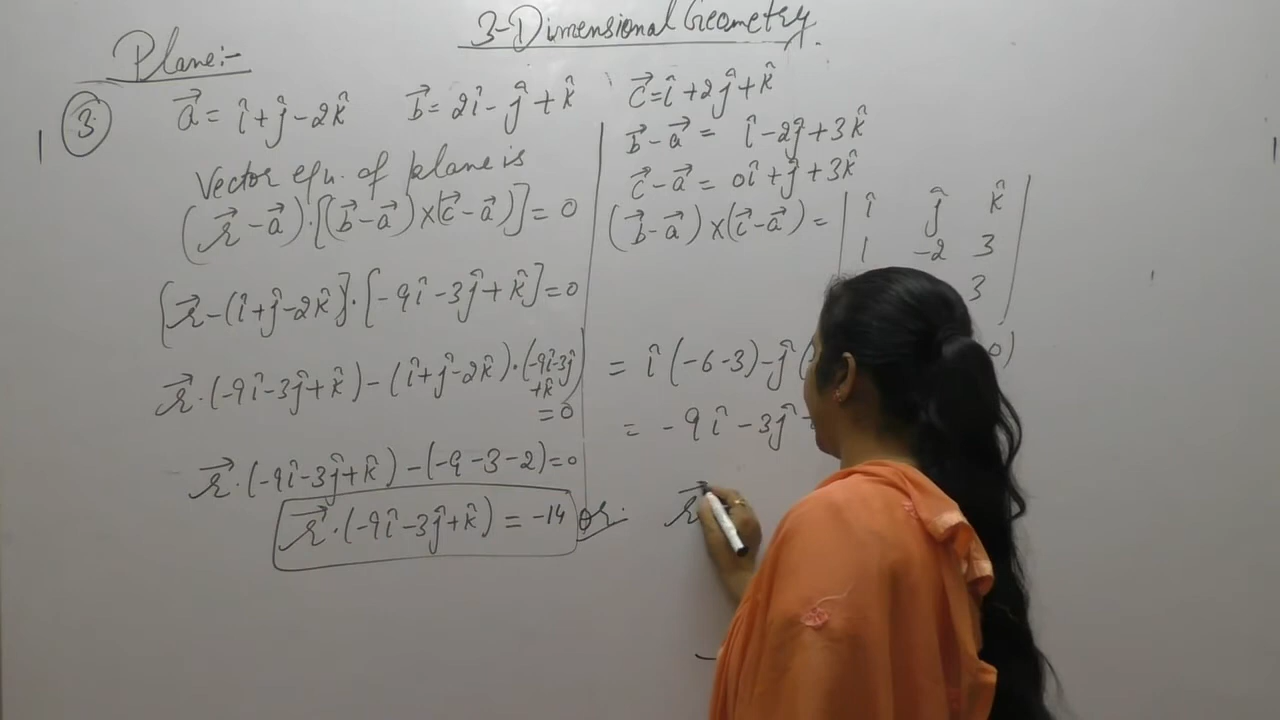 3-Dimensional Geometry.
Plane:-
③ a⃗ = î+ĵ-2k̂ b⃗ = 2î-ĵ+k̂
Vector eqn. of plane is
(r⃗-a⃗)·[(b⃗-a⃗)×(c⃗-a⃗)] = 0
[r⃗-(î+ĵ-2k̂]·[-9î-3ĵ+k̂]=0
r⃗·(-9î-3ĵ+k̂)-(î+ĵ-2k̂)·(-9î-3ĵ
+k̂)
=0
r⃗·(-9î-3ĵ+k̂)-(-9-3-2)=0
r⃗·(-9î-3ĵ+k̂) = -14 or.
c⃗=î+2ĵ+k̂
b⃗-a⃗ = î-2ĵ+3k̂
c⃗-a⃗ = 0î+ĵ+3k̂
(b⃗-a⃗)×(c⃗-a⃗) = | î ĵ k̂ |
1 -2 3
3
= î(-6-3)-ĵ( 0)
= -9î-3ĵ
r⃗